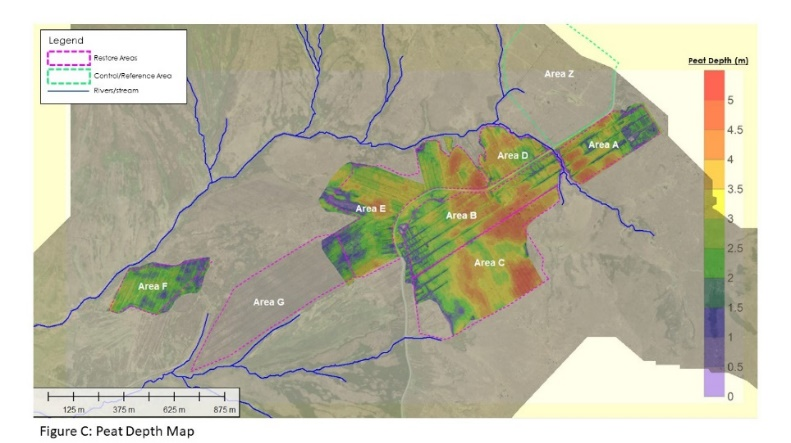 Legend
Restore Areas
Control/Reference Area
Rivers/stream
Peat Depth (m)
5
4.5
4
3.5
3
2.5
2
1.5
1
0.5
0
Area Z
Area A
Area D
Area E
Area B
Area C
Area F
Area G
125 m 375 m 625 m 875 m
Figure C: Peat Depth Map